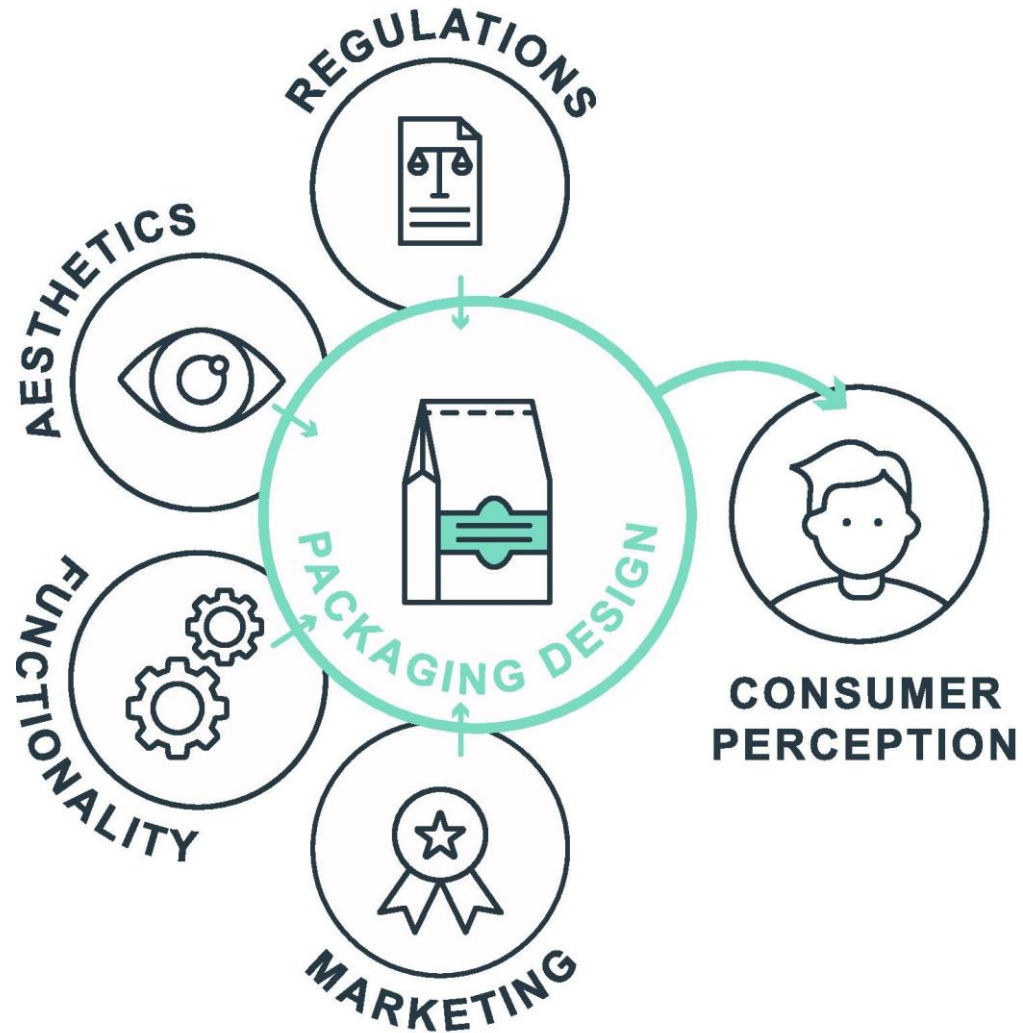 REGULATIONS
AESTHETICS
FUNCTIONALITY
MARKETING
PACKAGING DESIGN
CONSUMER
PERCEPTION